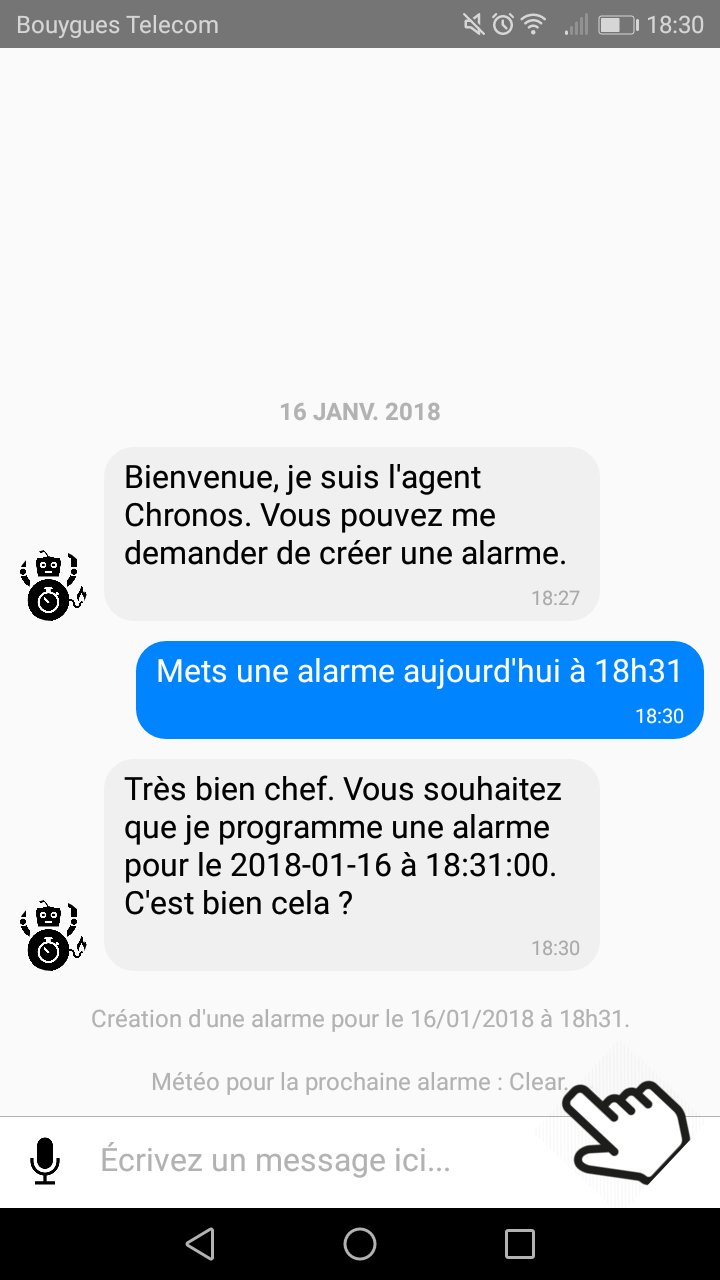 Bouygues Telecom 18:30
16 JANV. 2018
Bienvenue, je suis l'agent
Chronos. Vous pouvez me
demander de créer une alarme.
18:27
Mets une alarme aujourd'hui à 18h31
18:30
Très bien chef. Vous souhaitez
que je programme une alarme
pour le 2018-01-16 à 18:31:00.
C'est bien cela ?
18:30
Création d'une alarme pour le 16/01/2018 à 18h31.
Météo pour la prochaine alarme : Clear.
Écrivez un message ici...